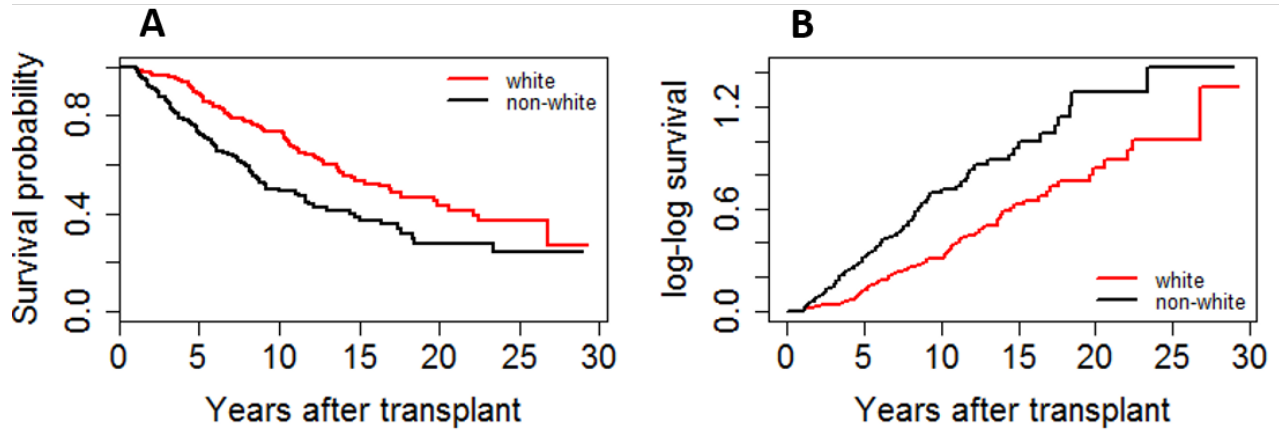 A
Survival probability
0.0 0.4 0.8
white
non-white
0 5 10 15 20 25 30
Years after transplant
B
log-log survival
0.0 0.6 1.2
white
non-white
0 5 10 15 20 25 30
Years after transplant